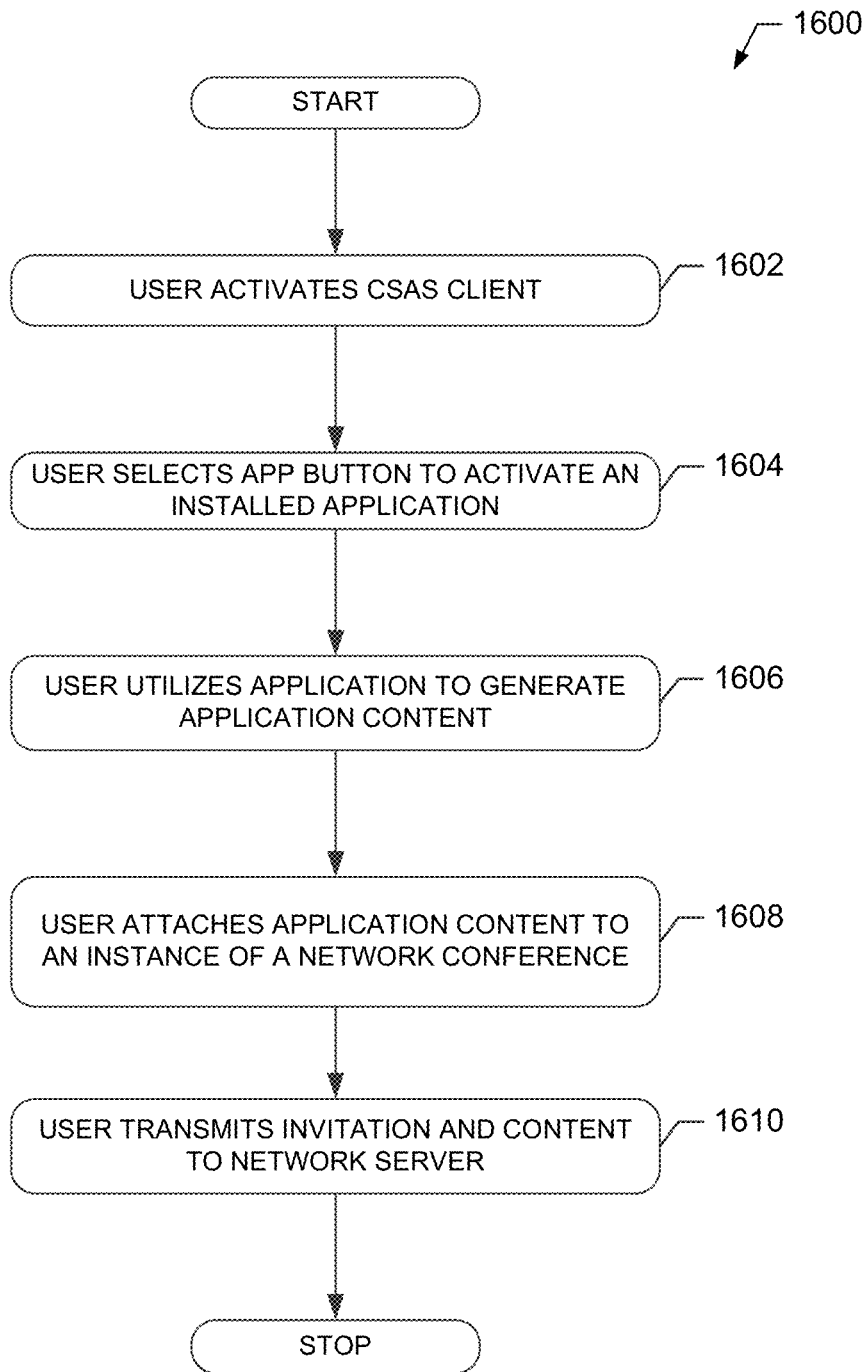 1600
START
USER ACTIVATES CSAS CLIENT
1602
USER SELECTS APP BUTTON TO ACTIVATE AN
INSTALLED APPLICATION
1604
USER UTILIZES APPLICATION TO GENERATE
APPLICATION CONTENT
1606
USER ATTACHES APPLICATION CONTENT TO
AN INSTANCE OF A NETWORK CONFERENCE
1608
USER TRANSMITS INVITATION AND CONTENT
TO NETWORK SERVER
1610
STOP